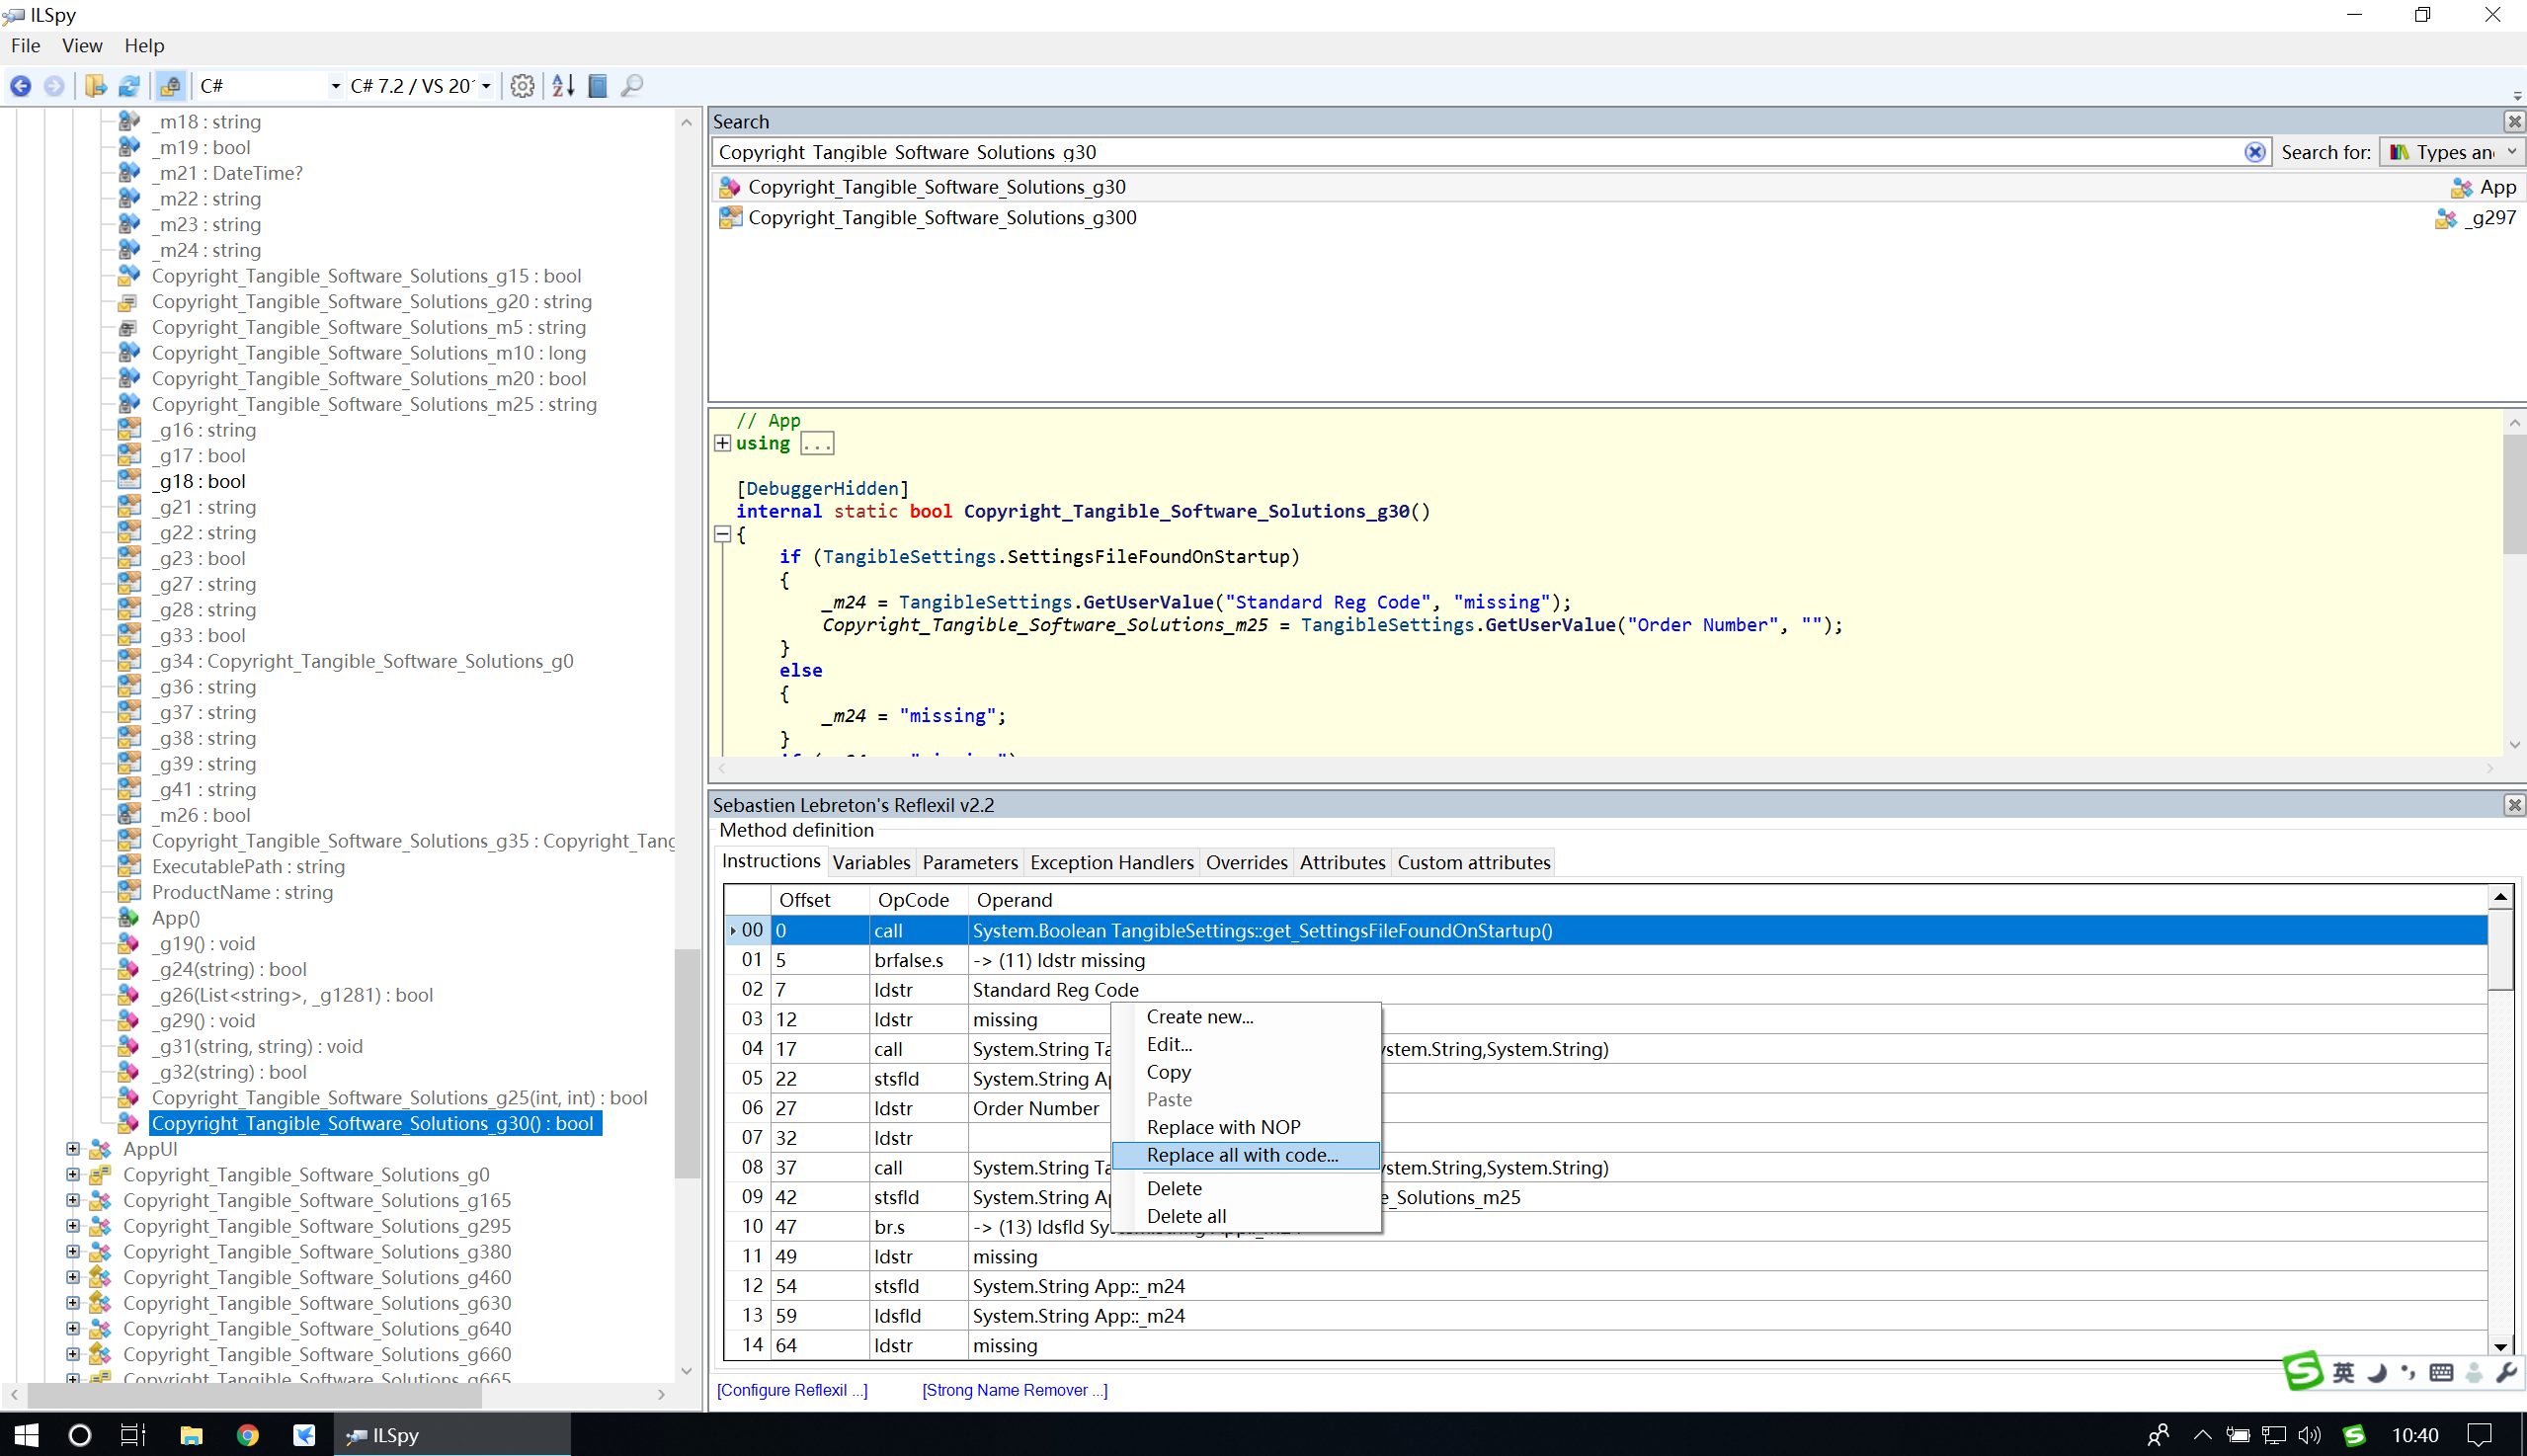 ILSpy
File View Help
C# C# 7.2 / VS 201
_m18 : string
_m19 : bool
_m21 : DateTime?
_m22 : string
_m23 : string
_m24 : string
Copyright_Tangible_Software_Solutions_g15 : bool
Copyright_Tangible_Software_Solutions_g20 : string
Copyright_Tangible_Software_Solutions_m5 : string
Copyright_Tangible_Software_Solutions_m10 : long
Copyright_Tangible_Software_Solutions_m20 : bool
Copyright_Tangible_Software_Solutions_m25 : string
_g16 : string
_g17 : bool
_g18 : bool
_g21 : string
_g22 : string
_g23 : bool
_g27 : string
_g28 : string
_g33 : bool
_g34 : Copyright_Tangible_Software_Solutions_g0
_g36 : string
_g37 : string
_g38 : string
_g39 : string
_g41 : string
_m26 : bool
Copyright_Tangible_Software_Solutions_g35 : Copyright_Tang
ExecutablePath : string
ProductName : string
App()
_g19() : void
_g24(string) : bool
_g26(List<string>, _g1281) : bool
_g29() : void
_g31(string, string) : void
_g32(string) : bool
Copyright_Tangible_Software_Solutions_g25(int, int) : bool
Copyright_Tangible_Software_Solutions_g30() : bool
AppUI
Copyright_Tangible_Software_Solutions_g0
Copyright_Tangible_Software_Solutions_g165
Copyright_Tangible_Software_Solutions_g295
Copyright_Tangible_Software_Solutions_g380
Copyright_Tangible_Software_Solutions_g460
Copyright_Tangible_Software_Solutions_g630
Copyright_Tangible_Software_Solutions_g640
Copyright_Tangible_Software_Solutions_g660
Copyright_Tangible_Software_Solutions_g665
Search
Copyright_Tangible_Software_Solutions_g30 Search for: Types an
Copyright_Tangible_Software_Solutions_g30 App
Copyright_Tangible_Software_Solutions_g300 _g297
// App
using ...
[DebuggerHidden]
internal static bool Copyright_Tangible_Software_Solutions_g30()
{
if (TangibleSettings.SettingsFileFoundOnStartup)
{
_m24 = TangibleSettings.GetUserValue("Standard Reg Code", "missing");
Copyright_Tangible_Software_Solutions_m25 = TangibleSettings.GetUserValue("Order Number", "");
}
else
{
_m24 = "missing";
}
Sebastien Lebreton's Reflexil v2.2
Method definition
Instructions Variables Parameters Exception Handlers Overrides Attributes Custom attributes
Offset OpCode Operand
00 0 call System.Boolean TangibleSettings::get_SettingsFileFoundOnStartup()
01 5 brfalse.s -> (11) ldstr missing
02 7 ldstr Standard Reg Code
03 12 ldstr missing
04 17 call System.String Ta ystem.String,System.String)
05 22 stsfld System.String Ap
06 27 ldstr Order Number
07 32 ldstr
08 37 call System.String Ta ystem.String,System.String)
09 42 stsfld System.String Ap e_Solutions_m25
10 47 br.s -> (13) ldsfld Sy
11 49 ldstr missing
12 54 stsfld System.String App::_m24
13 59 ldsfld System.String App::_m24
14 64 ldstr missing
Create new...
Edit...
Copy
Paste
Replace with NOP
Replace all with code...
Delete
Delete all
[Configure Reflexil ...] [Strong Name Remover ...]
英
ILSpy
10:40